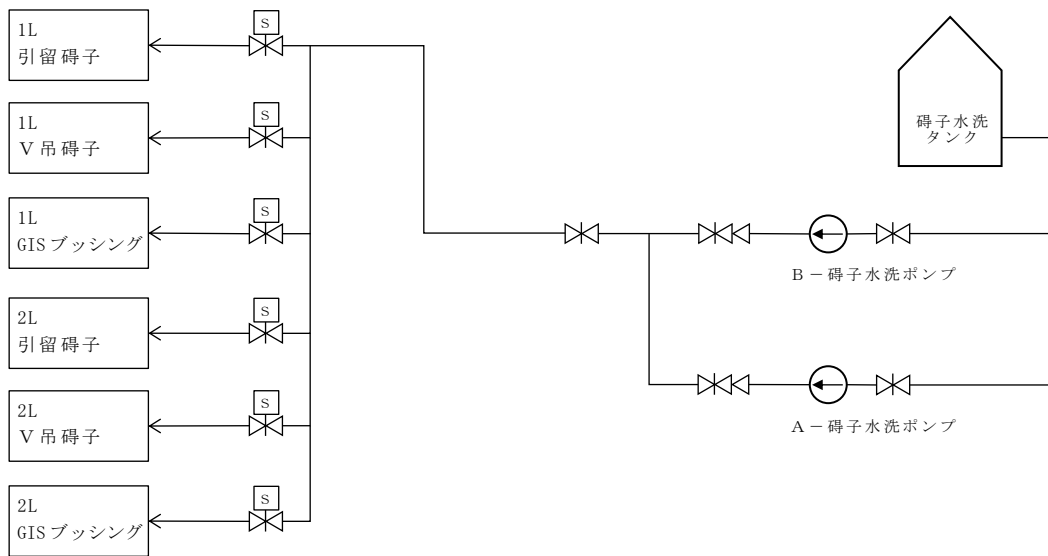 1L
引留碍子
S
1L
V吊碍子
S
1L
GISブッシング
S
2L
引留碍子
S
2L
V吊碍子
S
2L
GISブッシング
S
碍子水洗
タンク
B-碍子水洗ポンプ
A-碍子水洗ポンプ